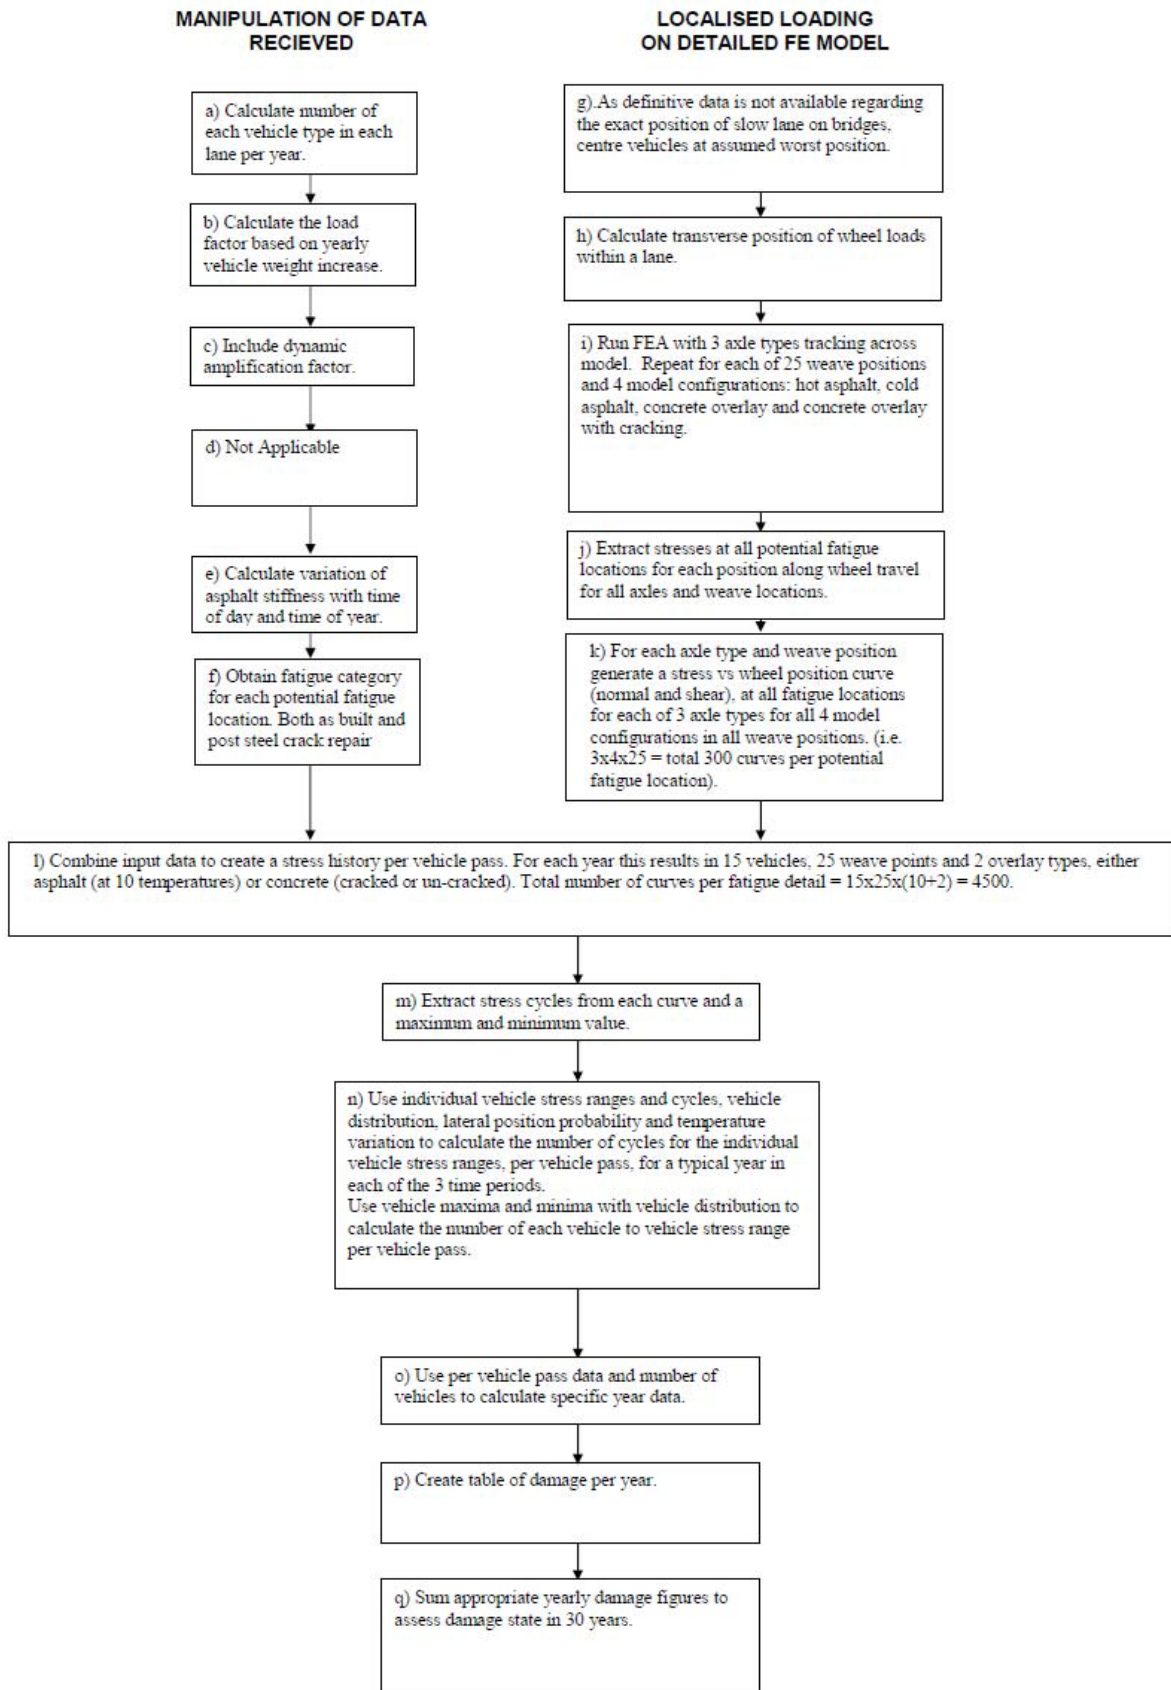 MANIPULATION OF DATA
RECIEVED
a) Calculate number of
each vehicle type in each
lane per year.
b) Calculate the load
factor based on yearly
vehicle weight increase.
c) Include dynamic
amplification factor.
d) Not Applicable
e) Calculate variation of
asphalt stiffness with time
of day and time of year.
f) Obtain fatigue category
for each potential fatigue
location. Both as built and
post steel crack repair
LOCALISED LOADING
ON DETAILED FE MODEL
g).As definitive data is not available regarding
the exact position of slow lane on bridges,
centre vehicles at assumed worst position.
h) Calculate transverse position of wheel loads
within a lane.
i) Run FEA with 3 axle types tracking across
model. Repeat for each of 25 weave positions
and 4 model configurations: hot asphalt, cold
asphalt, concrete overlay and concrete overlay
with cracking.
j) Extract stresses at all potential fatigue
locations for each position along wheel travel
for all axles and weave locations.
k) For each axle type and weave position
generate a stress vs wheel position curve
(normal and shear), at all fatigue locations
for each of 3 axle types for all 4 model
configurations in all weave positions. (i.e.
3x4x25 = total 300 curves per potential
fatigue location).
l) Combine input data to create a stress history per vehicle pass. For each year this results in 15 vehicles, 25 weave points and 2 overlay types, either
asphalt (at 10 temperatures) or concrete (cracked or un-cracked). Total number of curves per fatigue detail = 15x25x(10+2) = 4500.
m) Extract stress cycles from each curve and a
maximum and minimum value.
n) Use individual vehicle stress ranges and cycles, vehicle
distribution, lateral position probability and temperature
variation to calculate the number of cycles for the individual
vehicle stress ranges, per vehicle pass, for a typical year in
each of the 3 time periods.
Use vehicle maxima and minima with vehicle distribution to
calculate the number of each vehicle to vehicle stress range
per vehicle pass.
o) Use per vehicle pass data and number of
vehicles to calculate specific year data.
p) Create table of damage per year.
q) Sum appropriate yearly damage figures to
assess damage state in 30 years.